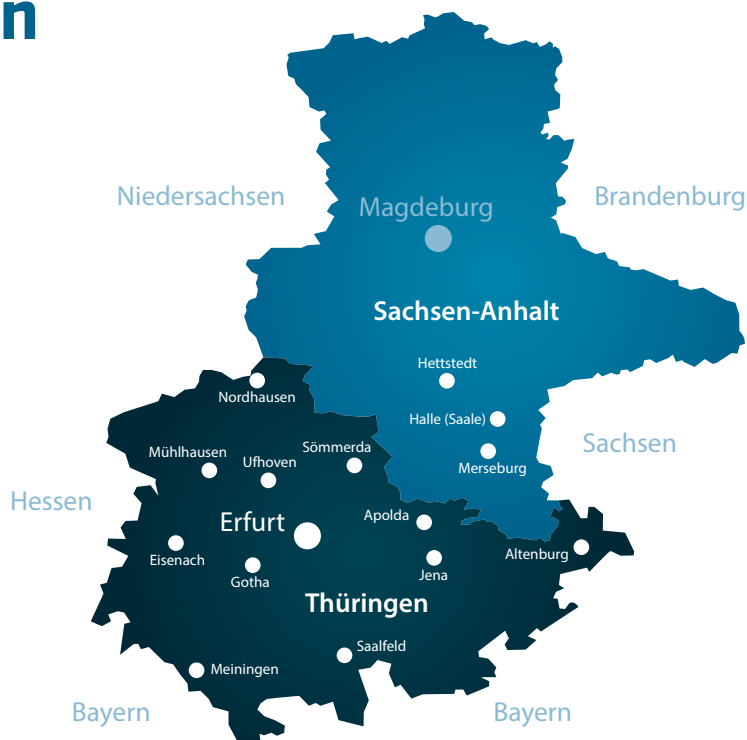 n
Niedersachsen
Brandenburg
Magdeburg
Sachsen-Anhalt
Hettstedt
Nordhausen
Halle (Saale)
Sachsen
Mühlhausen
Ufhoven
Sömmerda
Merseburg
Hessen
Erfurt
Apolda
Eisenach
Altenburg
Gotha
Jena
Thüringen
Saalfeld
Meiningen
Bayern
Bayern